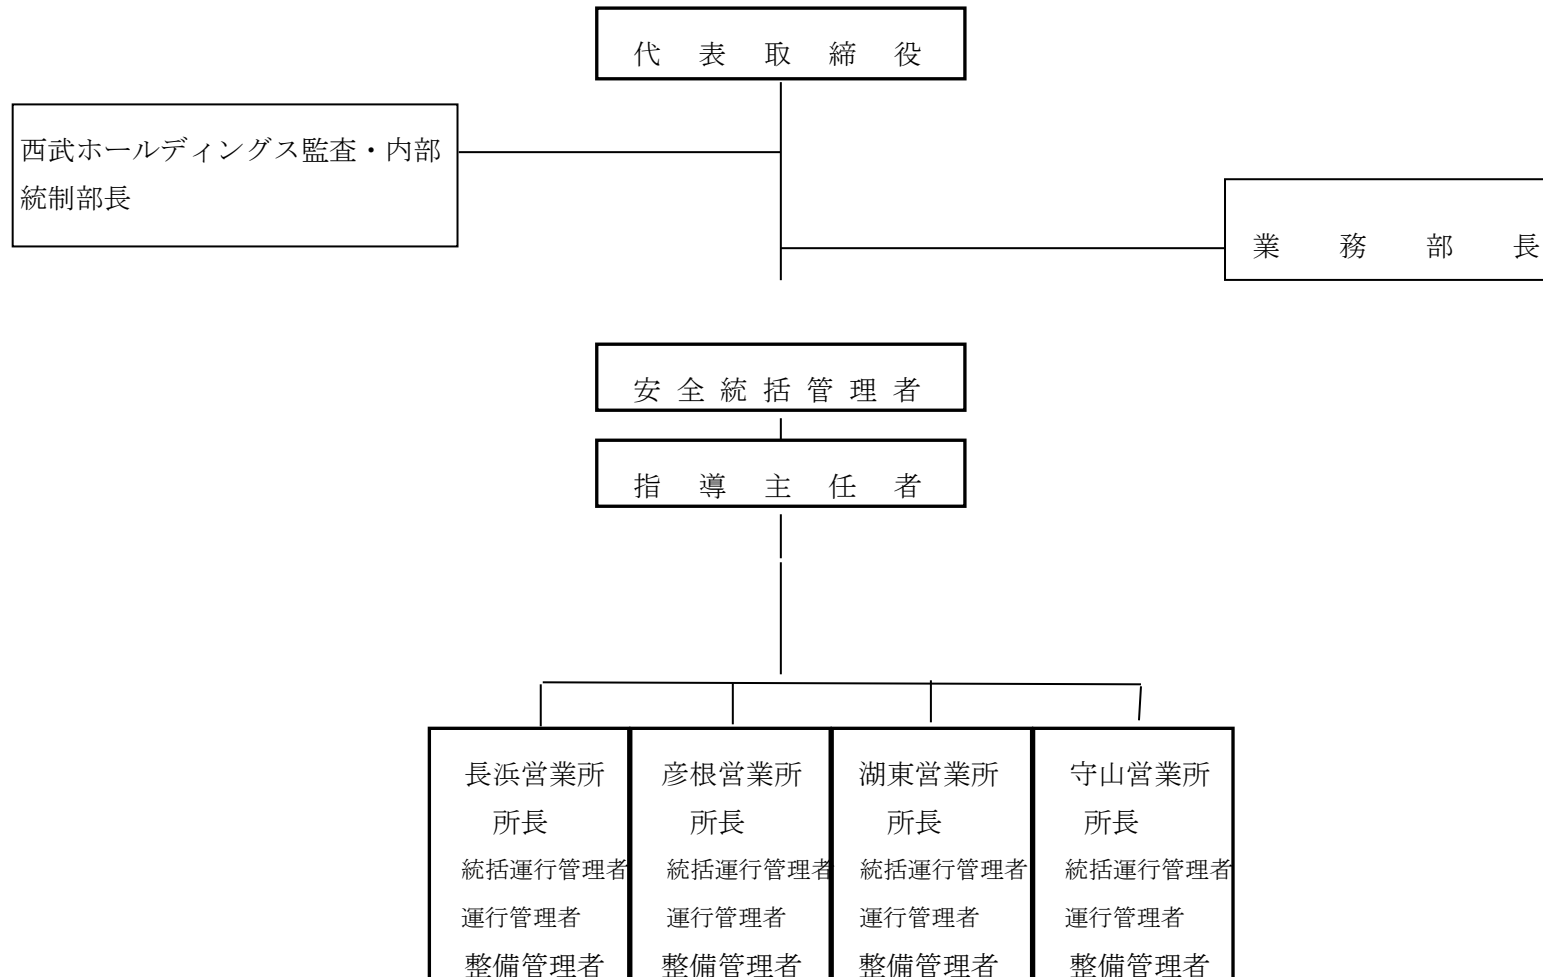 代表取締役
西武ホールディングス監査・内部
統制部長
業務部長
安全統括管理者
指導主任者
長浜営業所
所長
統括運行管理者
運行管理者
整備管理者
彦根営業所
所長
統括運行管理者
運行管理者
整備管理者
湖東営業所
所長
統括運行管理者
運行管理者
整備管理者
守山営業所
所長
統括運行管理者
運行管理者
整備管理者